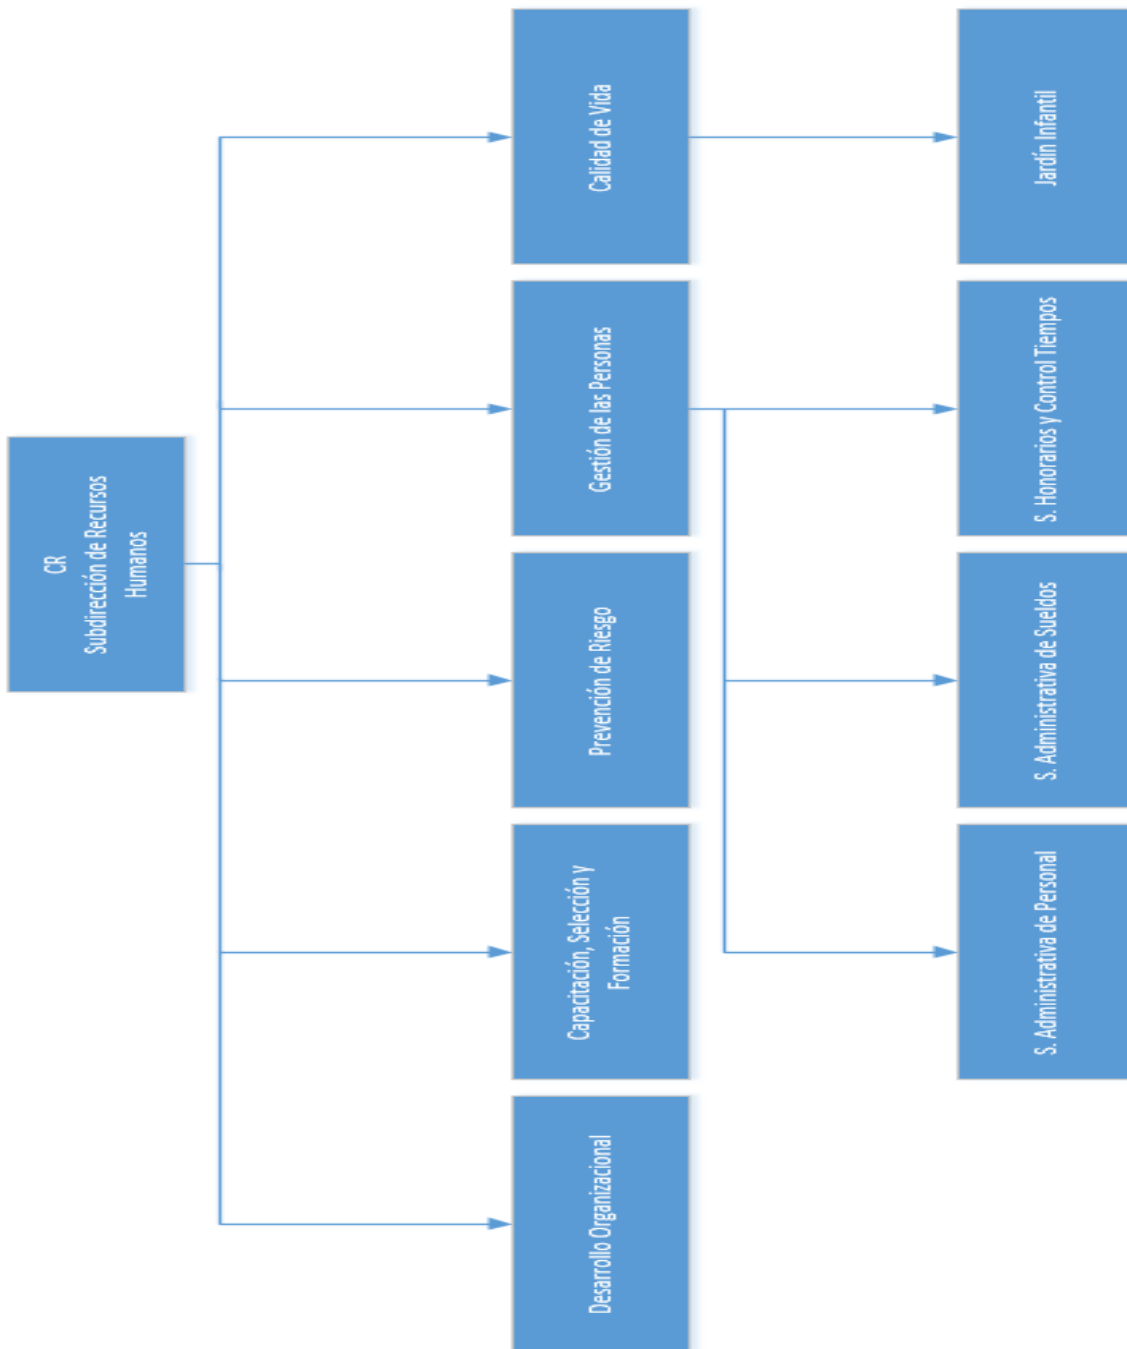 CR
Subdirección de Recursos
Humanos
Desarrollo Organizacional
Capacitación, Selección y
Formación
Prevención de Riesgo
Gestión de las Personas
Calidad de Vida
S. Administrativa de Personal
S. Administrativa de Sueldos
S. Honorarios y Control Tiempos
Jardín Infantil